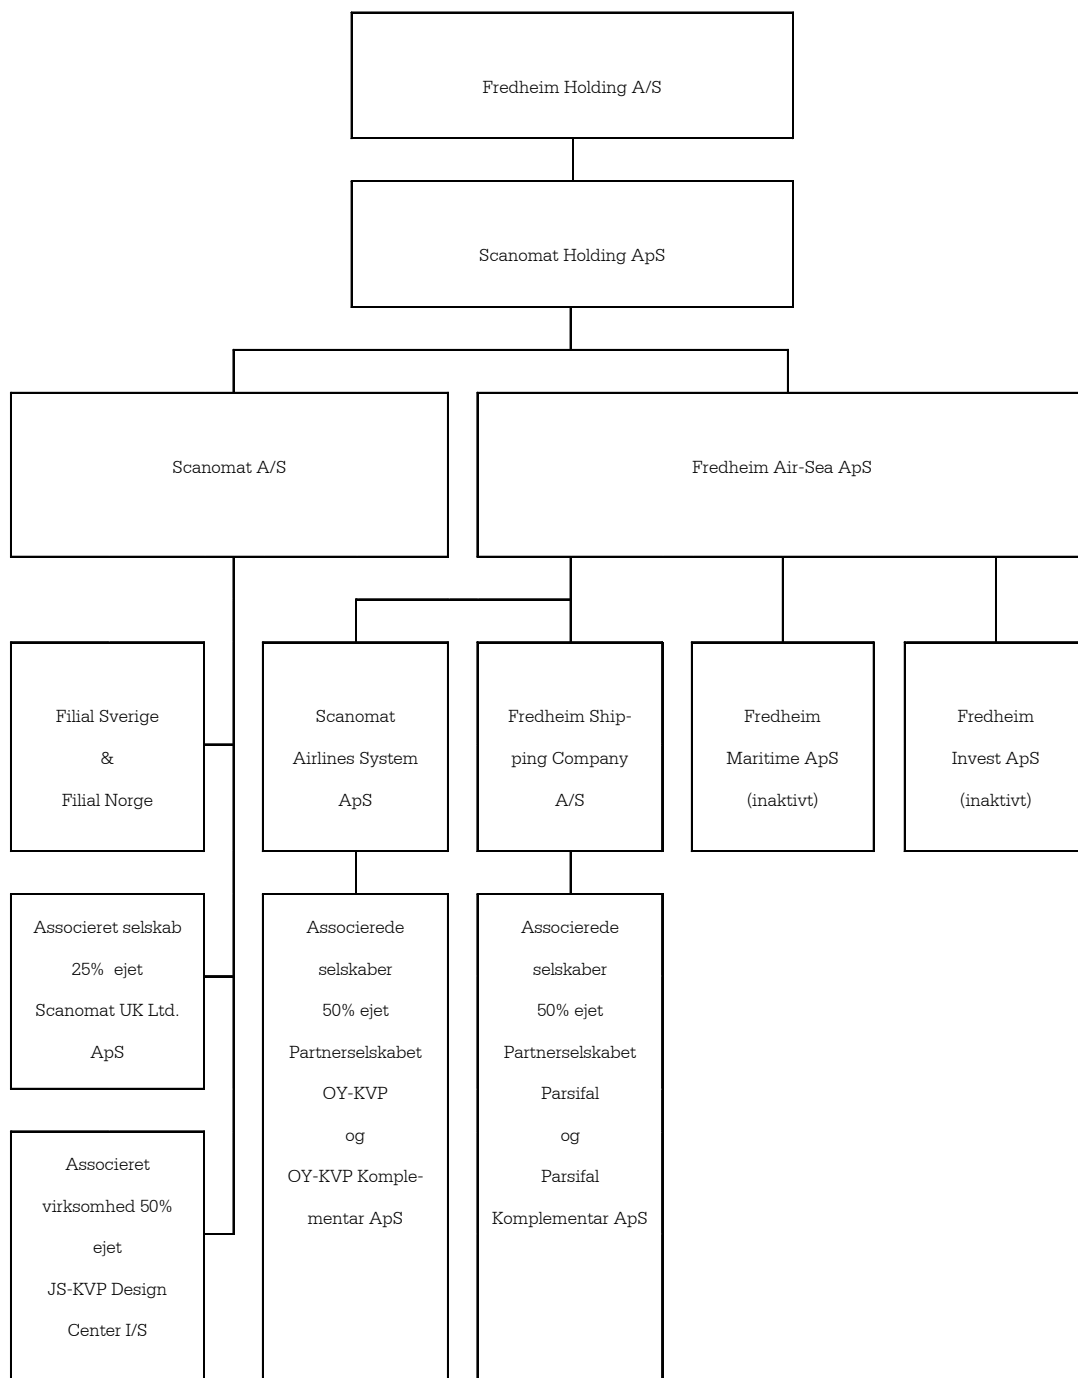 Fredheim Holding A/S
Scanomat Holding ApS
Scanomat A/S
Fredheim Air-Sea ApS
Filial Sverige
&
Filial Norge
Scanomat
Airlines System
ApS
Fredheim Ship-
ping Company
A/S
Fredheim
Maritime ApS
(inaktivt)
Fredheim
Invest ApS
(inaktivt)
Associeret selskab
25% ejet
Scanomat UK Ltd.
ApS
Associerede
selskaber
50% ejet
Partnerselskabet
OY-KVP
og
OY-KVP Komple-
mentar ApS
Associerede
selskaber
50% ejet
Partnerselskabet
Parsifal
og
Parsifal
Komplementar ApS
Associeret
virksomhed 50%
ejet
JS-KVP Design
Center I/S